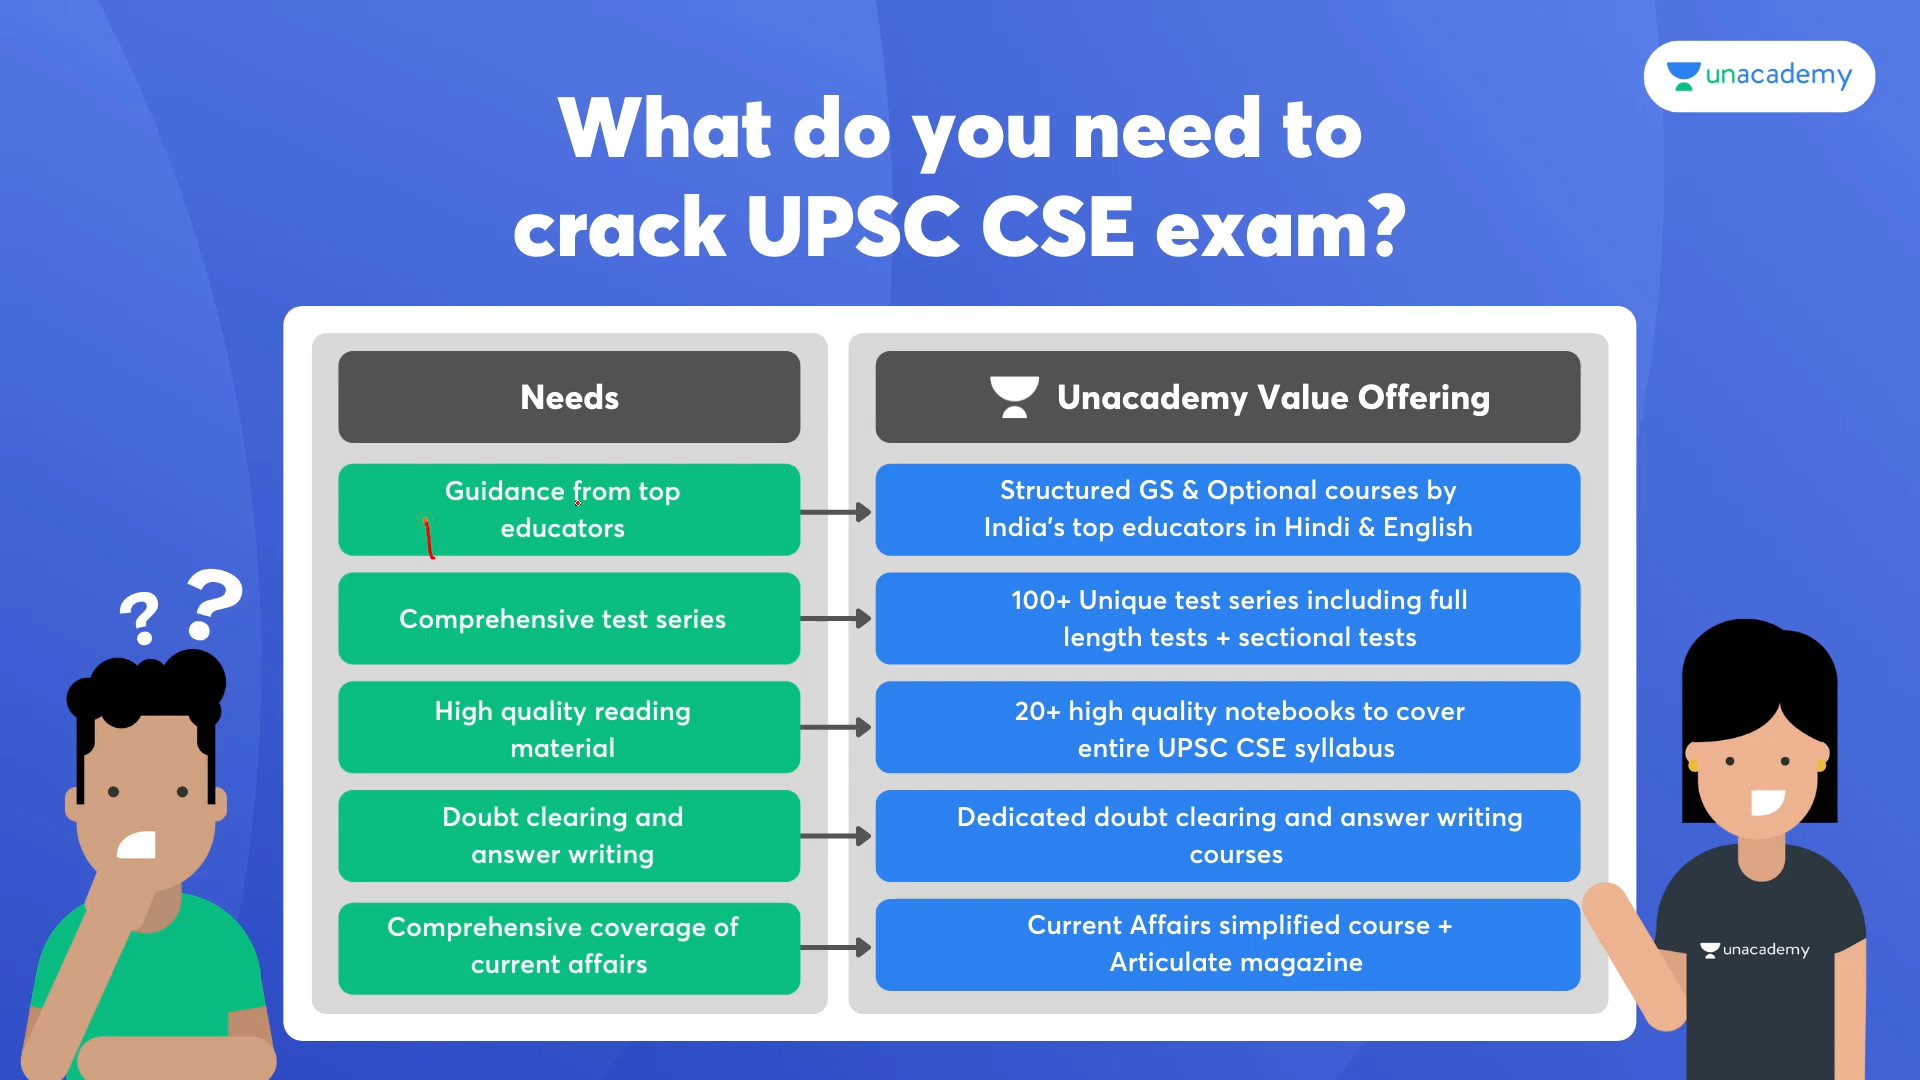 unacademy
What do you need to
crack UPSC CSE exam?
Needs
Unacademy Value Offering
Guidance from top
educators
Structured GS & Optional courses by
India's top educators in Hindi & English
Comprehensive test series
100+ Unique test series including full
length tests + sectional tests
High quality reading
material
20+ high quality notebooks to cover
entire UPSC CSE syllabus
Doubt clearing and
answer writing
Dedicated doubt clearing and answer writing
courses
Comprehensive coverage of
current affairs
Current Affairs simplified course +
Articulate magazine
? ?
unacademy